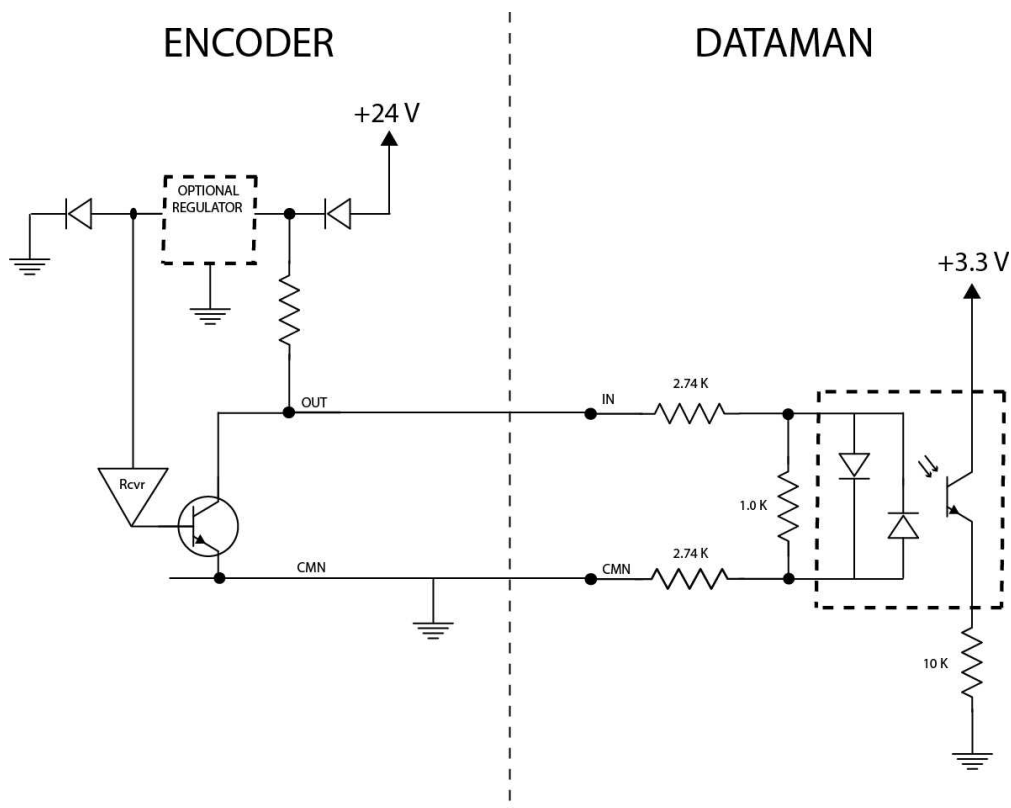 ENCODER
DATAMAN
+24 V
OPTIONAL
REGULATOR
+3.3 V
OUT
IN
2.74 K
Rcvr
1.0 K
CMN
CMN
2.74 K
10 K